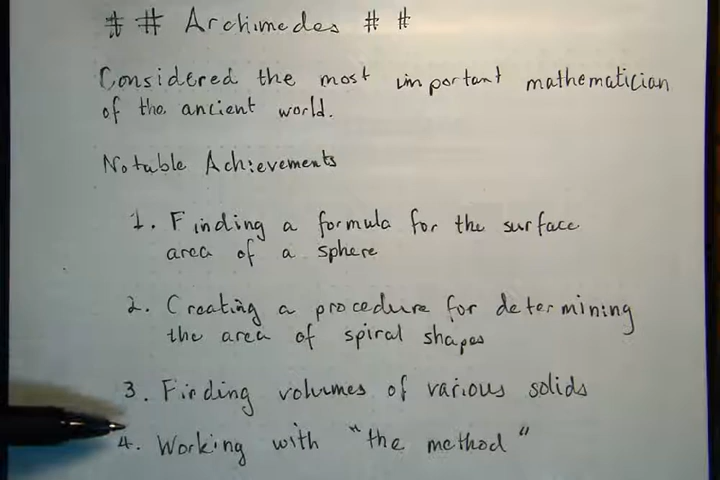 # # Archimedes # #
Considered the most important mathematician
of the ancient world.
Notable Achievements
1. Finding a formula for the surface
area of a sphere
2. Creating a procedure for determining
the area of spiral shapes
3. Finding volumes of various solids
4. Working with "the method"